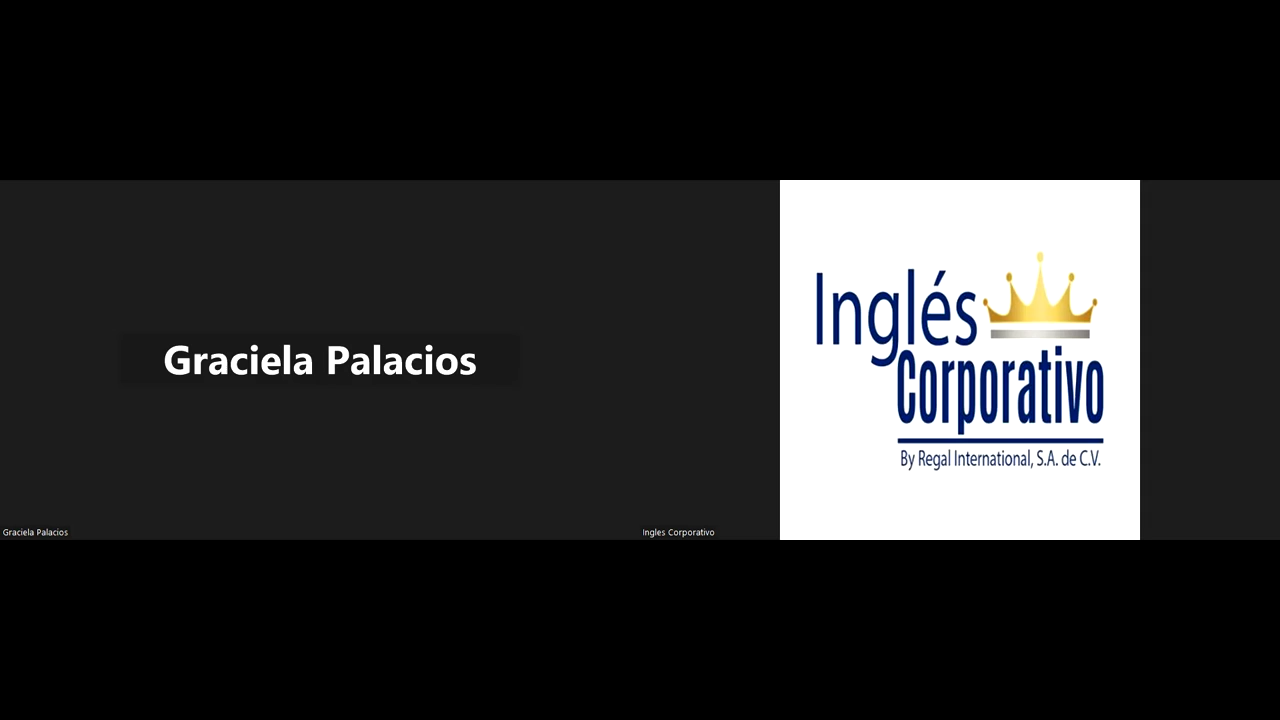 Graciela Palacios
Graciela Palacios
Inglés
Corporativo
By Regal International, S.A. de C.V.
Ingles Corporativo